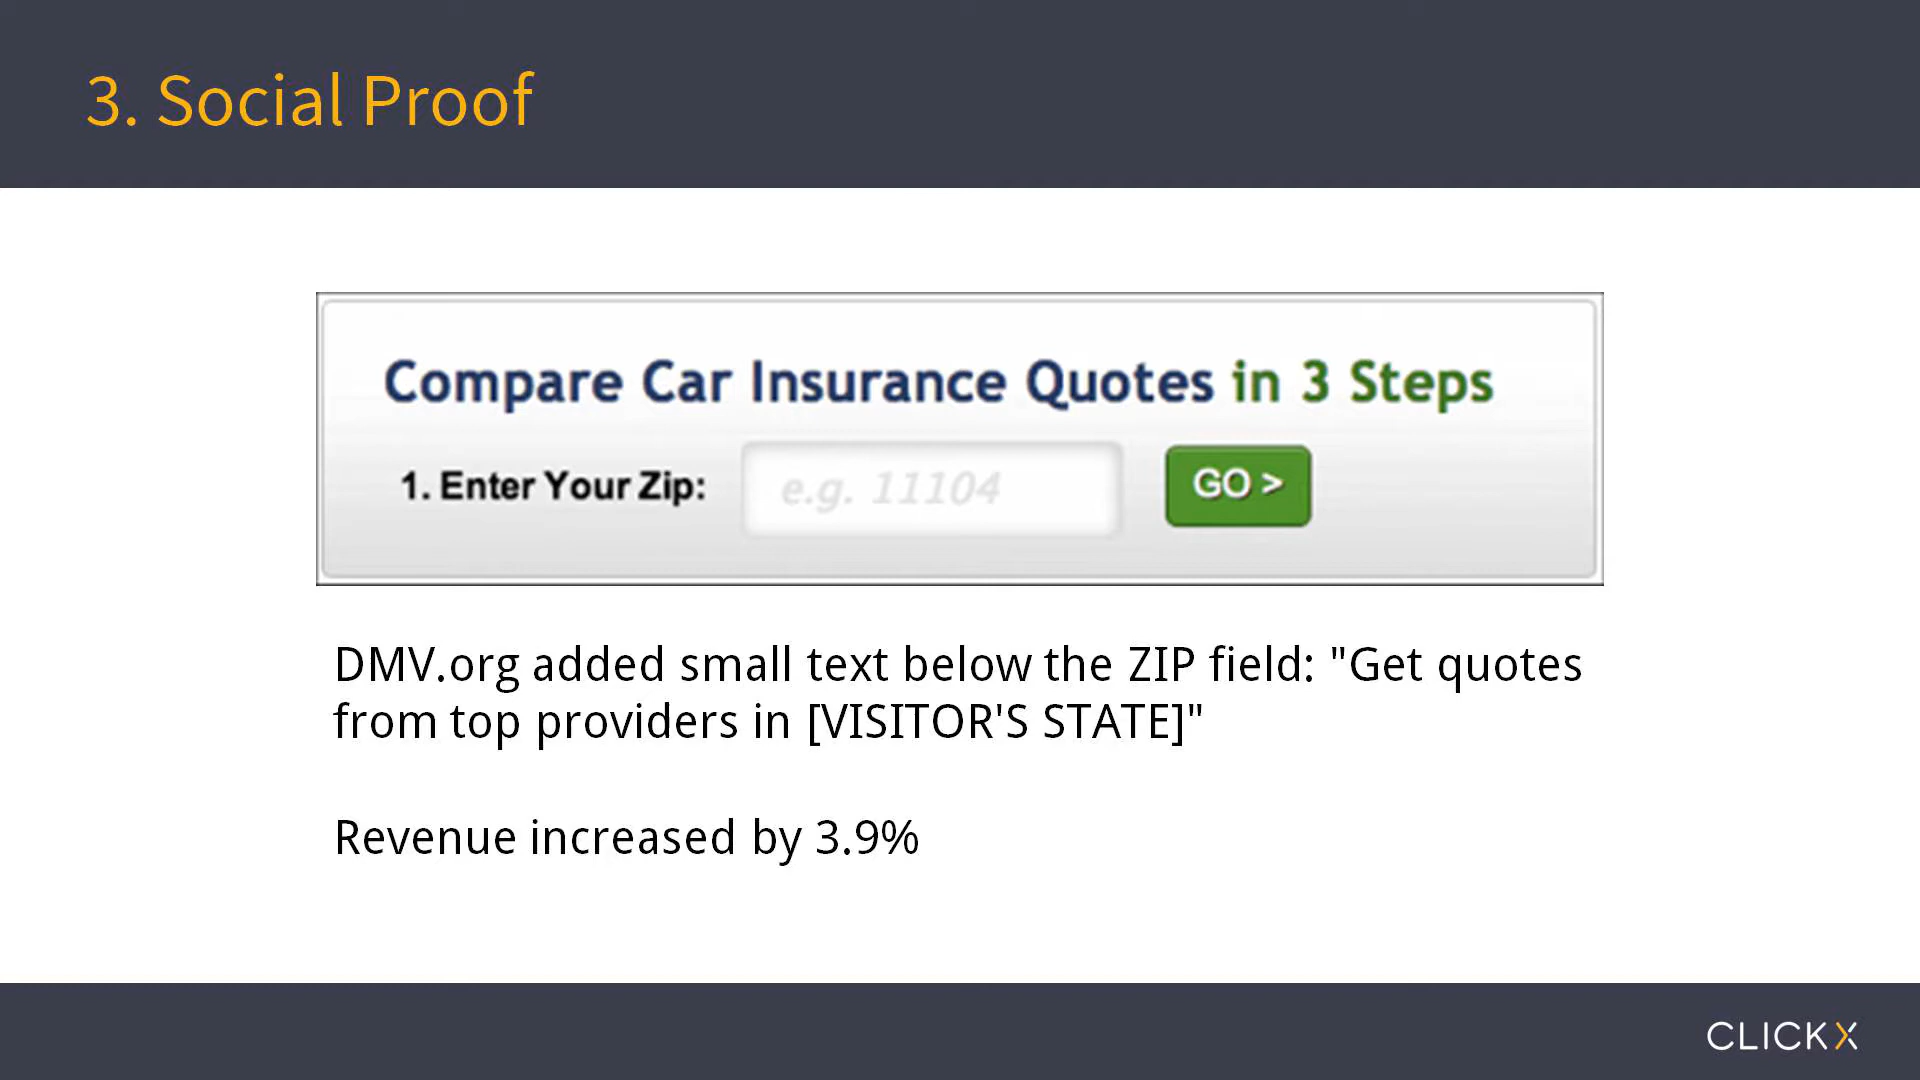 3. Social Proof
Compare Car Insurance Quotes in 3 Steps
1. Enter Your Zip: e.g. 11104 GO >
DMV.org added small text below the ZIP field: "Get quotes
from top providers in [VISITOR'S STATE]"
Revenue increased by 3.9%
CLICKX